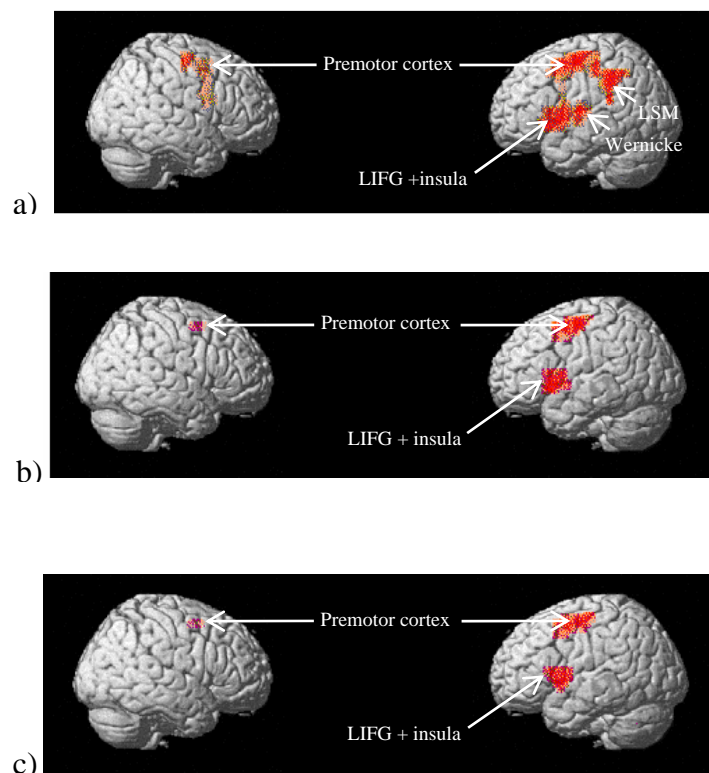 Premotor cortex
LSM
Wernicke
LIFG +insula
a)
Premotor cortex
LIFG + insula
b)
Premotor cortex
LIFG + insula
c)